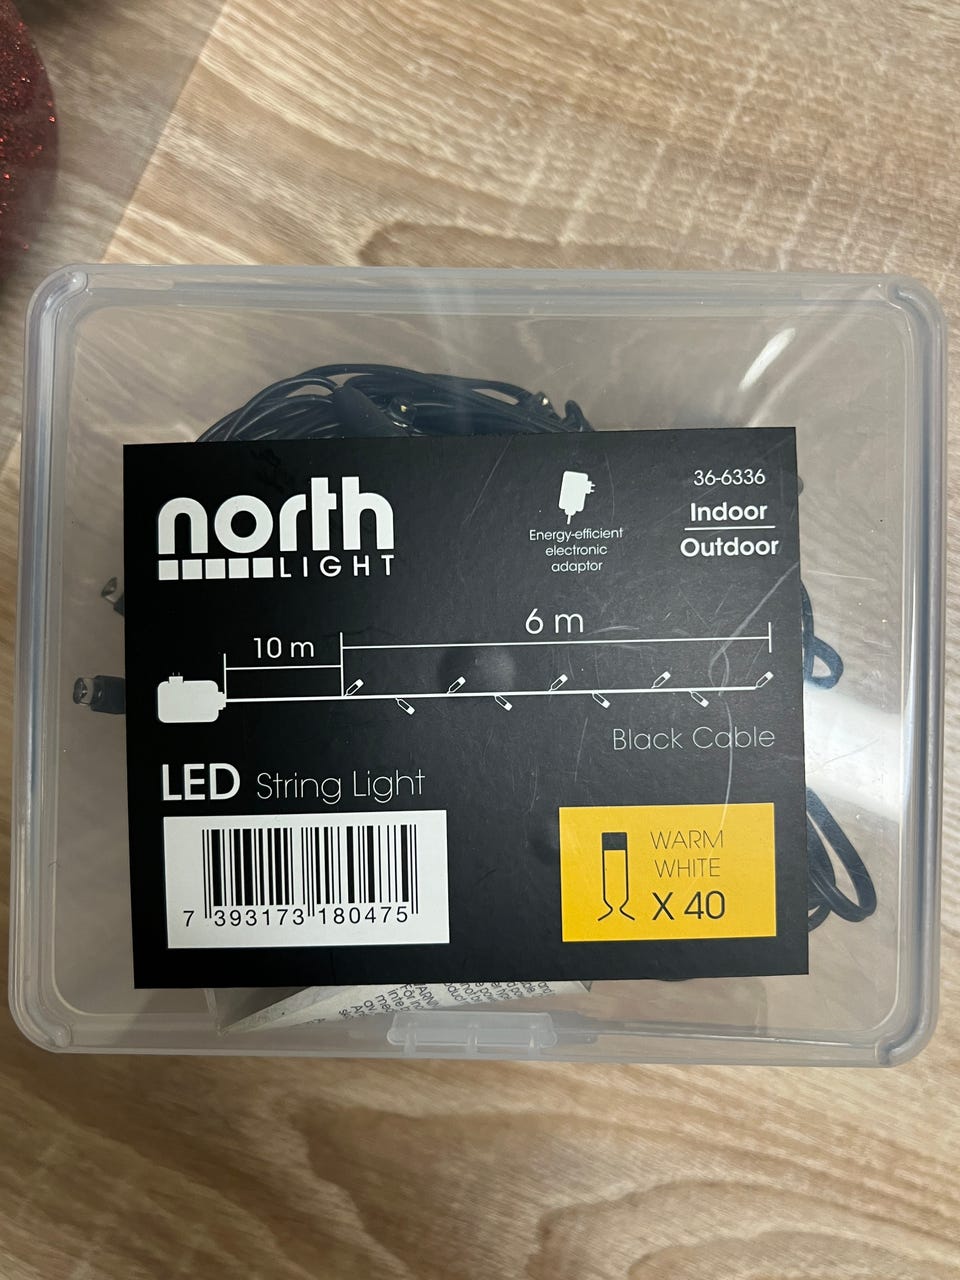 north
LIGHT
Energy-efficient
electronic
adaptor
36-6336
Indoor
Outdoor
10 m
6 m
Black Cable
LED String Light
7 393173 180475
WARM
WHITE
X 40